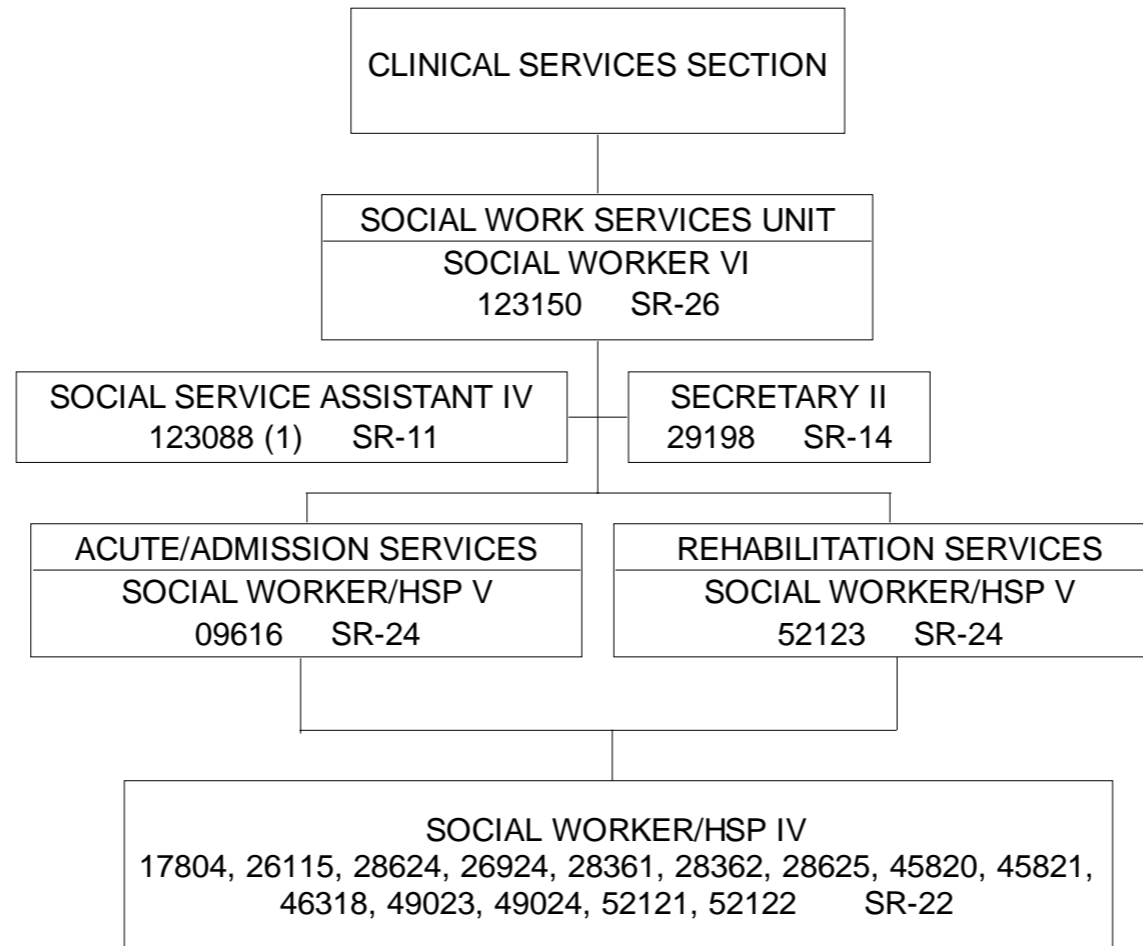 CLINICAL SERVICES SECTION
SOCIAL WORK SERVICES UNIT
SOCIAL WORKER VI
123150 SR-26
SOCIAL SERVICE ASSISTANT IV
123088 (1) SR-11
SECRETARY II
29198 SR-14
ACUTE/ADMISSION SERVICES
SOCIAL WORKER/HSP V
09616 SR-24
REHABILITATION SERVICES
SOCIAL WORKER/HSP V
52123 SR-24
SOCIAL WORKER/HSP IV
17804, 26115, 28624, 26924, 28361, 28362, 28625, 45820, 45821,
46318, 49023, 49024, 52121, 52122 SR-22